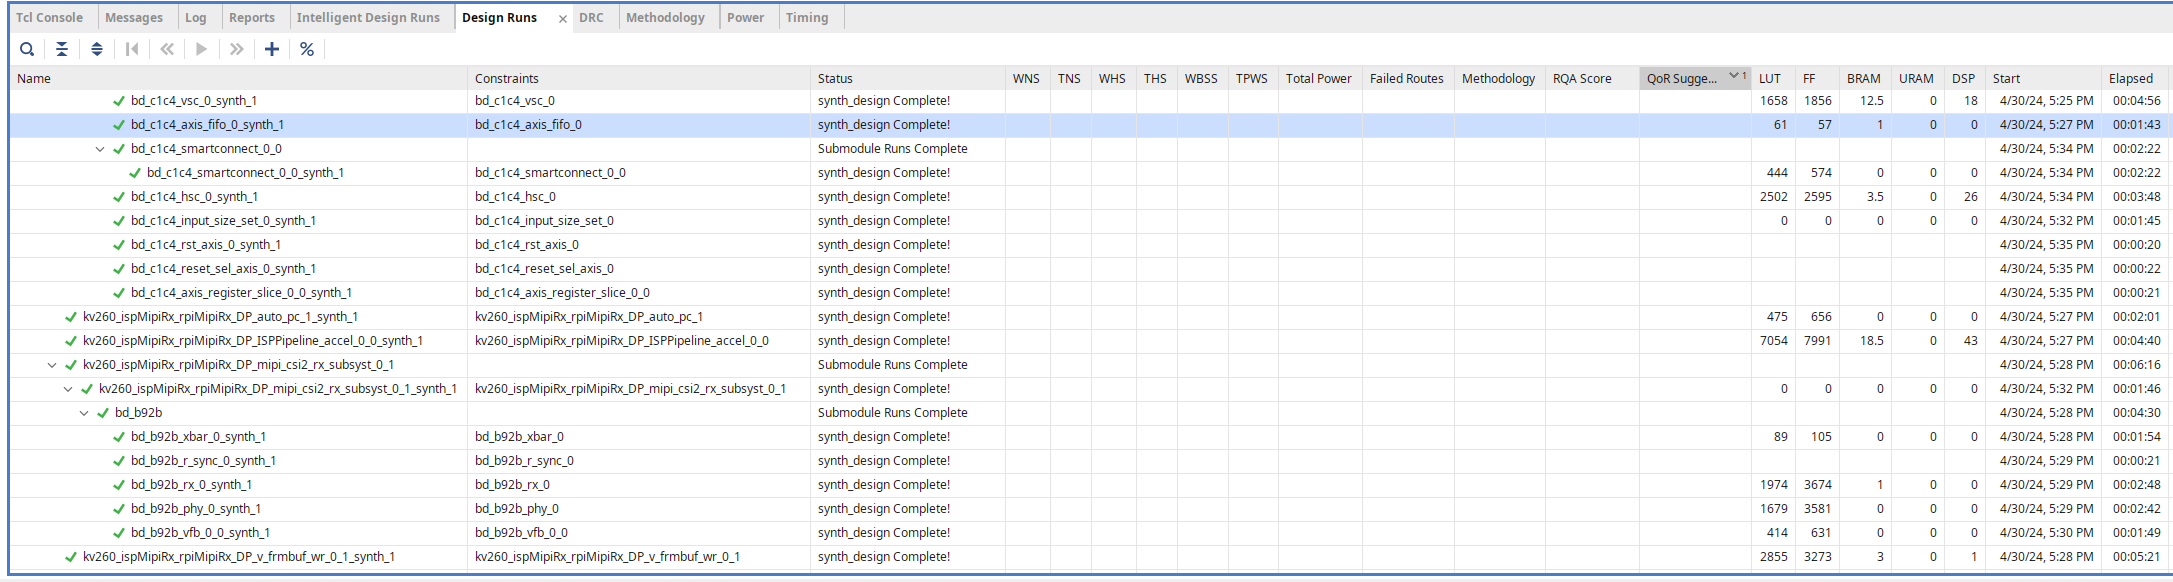 Tcl Console Messages Log Reports Intelligent Design Runs Design Runs × DRC Methodology Power Timing
Name Constraints Status WNS TNS WHS THS WBSS TPWS Total Power Failed Routes Methodology RQA Score QoR Sugge... 1 LUT FF BRAM URAM DSP Start Elapsed
bd_c1c4_vsc_0_synth_1 bd_c1c4_vsc_0 synth_design Complete! 1658 1856 12.5 0 18 4/30/24, 5:25 PM 00:04:56
bd_c1c4_axis_fifo_0_synth_1 bd_c1c4_axis_fifo_0 synth_design Complete! 61 57 1 0 0 4/30/24, 5:27 PM 00:01:43
bd_c1c4_smartconnect_0_0 Submodule Runs Complete 4/30/24, 5:34 PM 00:02:22
bd_c1c4_smartconnect_0_0_synth_1 bd_c1c4_smartconnect_0_0 synth_design Complete! 444 574 0 0 0 4/30/24, 5:34 PM 00:02:22
bd_c1c4_hsc_0_synth_1 bd_c1c4_hsc_0 synth_design Complete! 2502 2595 3.5 0 26 4/30/24, 5:34 PM 00:03:48
bd_c1c4_input_size_set_0_synth_1 bd_c1c4_input_size_set_0 synth_design Complete! 0 0 0 0 0 4/30/24, 5:32 PM 00:01:45
bd_c1c4_rst_axis_0_synth_1 bd_c1c4_rst_axis_0 synth_design Complete! 4/30/24, 5:35 PM 00:00:20
bd_c1c4_reset_sel_axis_0_synth_1 bd_c1c4_reset_sel_axis_0 synth_design Complete! 4/30/24, 5:35 PM 00:00:22
bd_c1c4_axis_register_slice_0_0_synth_1 bd_c1c4_axis_register_slice_0_0 synth_design Complete! 4/30/24, 5:35 PM 00:00:21
kv260_ispMipiRx_rpiMipiRx_DP_auto_pc_1_synth_1 kv260_ispMipiRx_rpiMipiRx_DP_auto_pc_1 synth_design Complete! 475 656 0 0 0 4/30/24, 5:27 PM 00:02:01
kv260_ispMipiRx_rpiMipiRx_DP_ISPPipeline_accel_0_0_synth_1 kv260_ispMipiRx_rpiMipiRx_DP_ISPPipeline_accel_0_0 synth_design Complete! 7054 7991 18.5 0 43 4/30/24, 5:27 PM 00:04:40
kv260_ispMipiRx_rpiMipiRx_DP_mipi_csi2_rx_subsyst_0_1 Submodule Runs Complete 4/30/24, 5:28 PM 00:06:16
kv260_ispMipiRx_rpiMipiRx_DP_mipi_csi2_rx_subsyst_0_1_synth_1 kv260_ispMipiRx_rpiMipiRx_DP_mipi_csi2_rx_subsyst_0_1 synth_design Complete! 0 0 0 0 0 4/30/24, 5:32 PM 00:01:46
bd_b92b Submodule Runs Complete 4/30/24, 5:28 PM 00:04:30
bd_b92b_xbar_0_synth_1 bd_b92b_xbar_0 synth_design Complete! 89 105 0 0 0 4/30/24, 5:28 PM 00:01:54
bd_b92b_r_sync_0_synth_1 bd_b92b_r_sync_0 synth_design Complete! 4/30/24, 5:29 PM 00:00:21
bd_b92b_rx_0_synth_1 bd_b92b_rx_0 synth_design Complete! 1974 3674 1 0 0 4/30/24, 5:29 PM 00:02:48
bd_b92b_phy_0_synth_1 bd_b92b_phy_0 synth_design Complete! 1679 3581 0 0 0 4/30/24, 5:29 PM 00:02:42
bd_b92b_vfb_0_0_synth_1 bd_b92b_vfb_0_0 synth_design Complete! 414 631 0 0 0 4/30/24, 5:30 PM 00:01:49
kv260_ispMipiRx_rpiMipiRx_DP_v_frmbuf_wr_0_1_synth_1 kv260_ispMipiRx_rpiMipiRx_DP_v_frmbuf_wr_0_1 synth_design Complete! 2855 3273 3 0 1 4/30/24, 5:28 PM 00:05:21